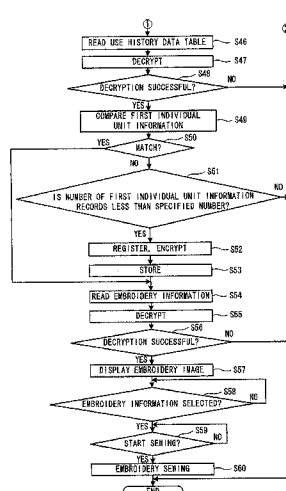 1
2
READ USE HISTORY DATA TABLE S46
DECRYPT S47
S48
DECRYPTION SUCCESSFUL? NO
YES
COMPARE FIRST INDIVIDUAL
UNIT INFORMATION S49
S50
YES MATCH?
NO
S51
IS NUMBER OF FIRST INDIVIDUAL UNIT INFORMATION
RECORDS LESS THAN SPECIFIED NUMBER? NO
YES
REGISTER, ENCRYPT S52
STORE S53
READ EMBROIDERY INFORMATION S54
DECRYPT S55
S56
DECRYPTION SUCCESSFUL? NO
YES
DISPLAY EMBROIDERY IMAGE S57
S58
EMBROIDERY INFORMATION SELECTED? NO
YES
S59
START SEWING? NO
YES
EMBROIDERY SEWING S60
END